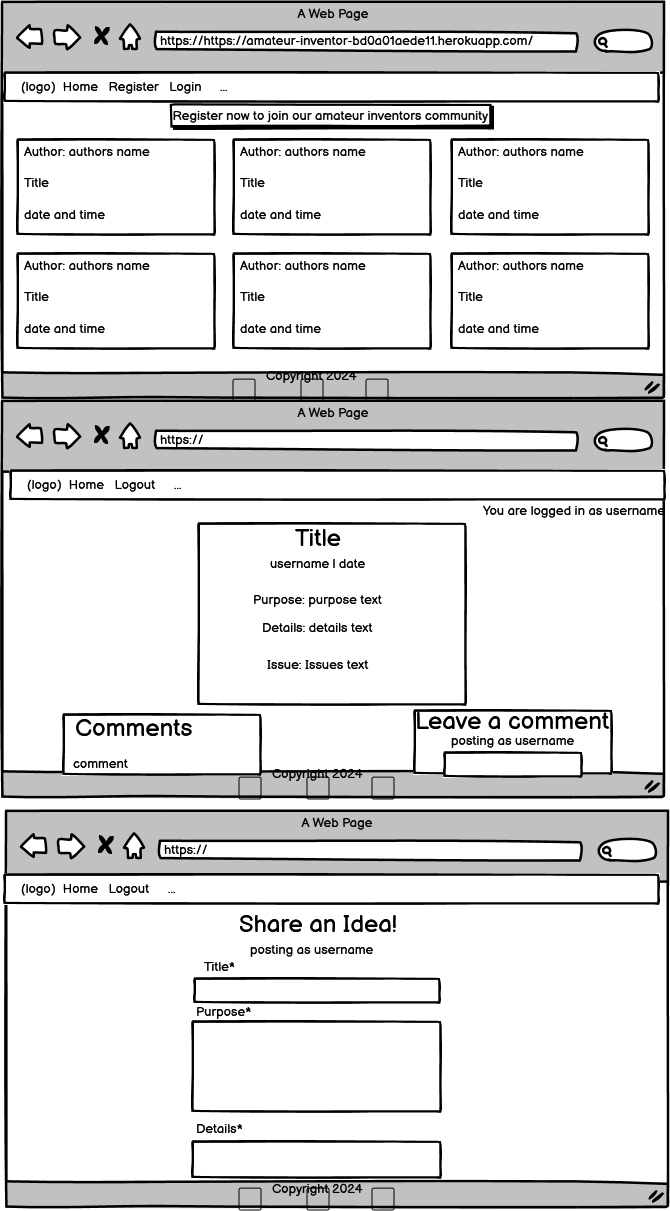 A Web Page
https://https://amateur-inventor-bd0a01aede11.herokuapp.com/
(logo) Home Register Login ...
Register now to join our amateur inventors community
Author: authors name Author: authors name Author: authors name
Title Title Title
date and time date and time date and time
Author: authors name Author: authors name Author: authors name
Title Title Title
date and time date and time date and time
Copyright 2024
A Web Page
https://
(logo) Home Logout ...
You are logged in as username
Title
username | date
Purpose: purpose text
Details: details text
Issue: Issues text
Comments
comment
Leave a comment
posting as username
Copyright 2024
A Web Page
https://
(logo) Home Logout ...
Share an Idea!
posting as username
Title*
Purpose*
Details*
Copyright 2024